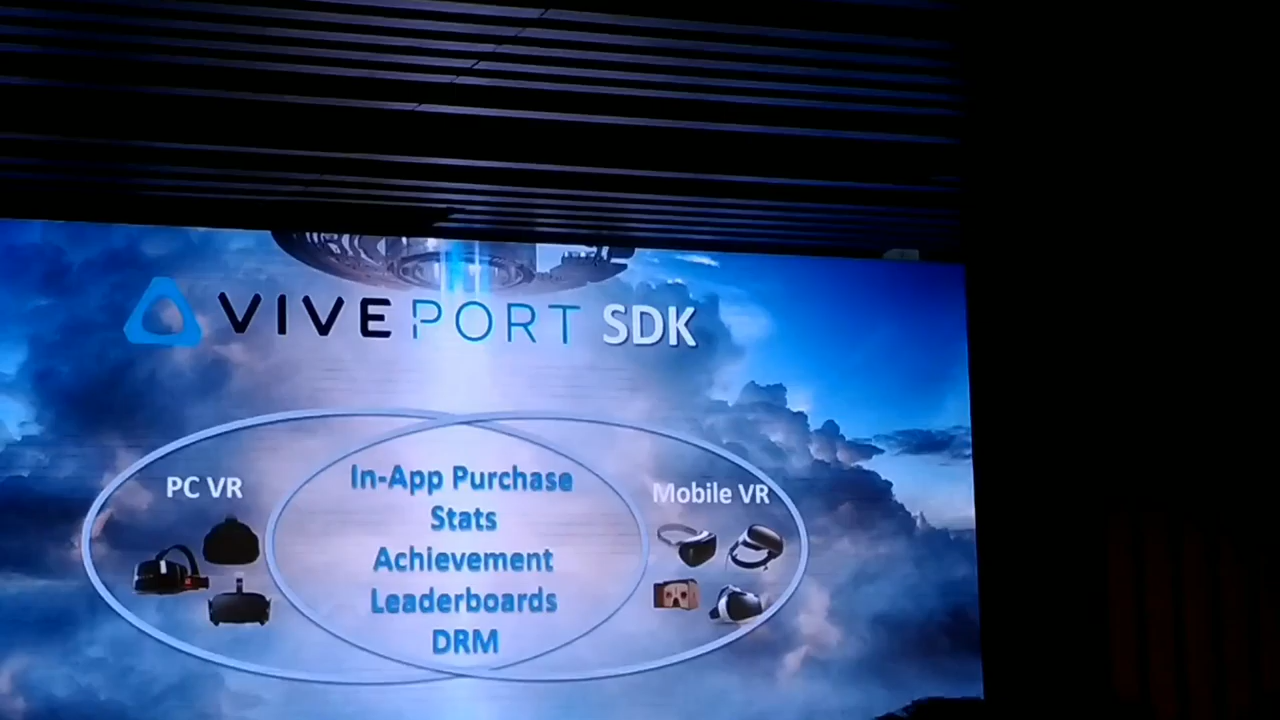 VIVEPORT SDK
PC VR
In-App Purchase
Stats
Achievement
Leaderboards
DRM
Mobile VR